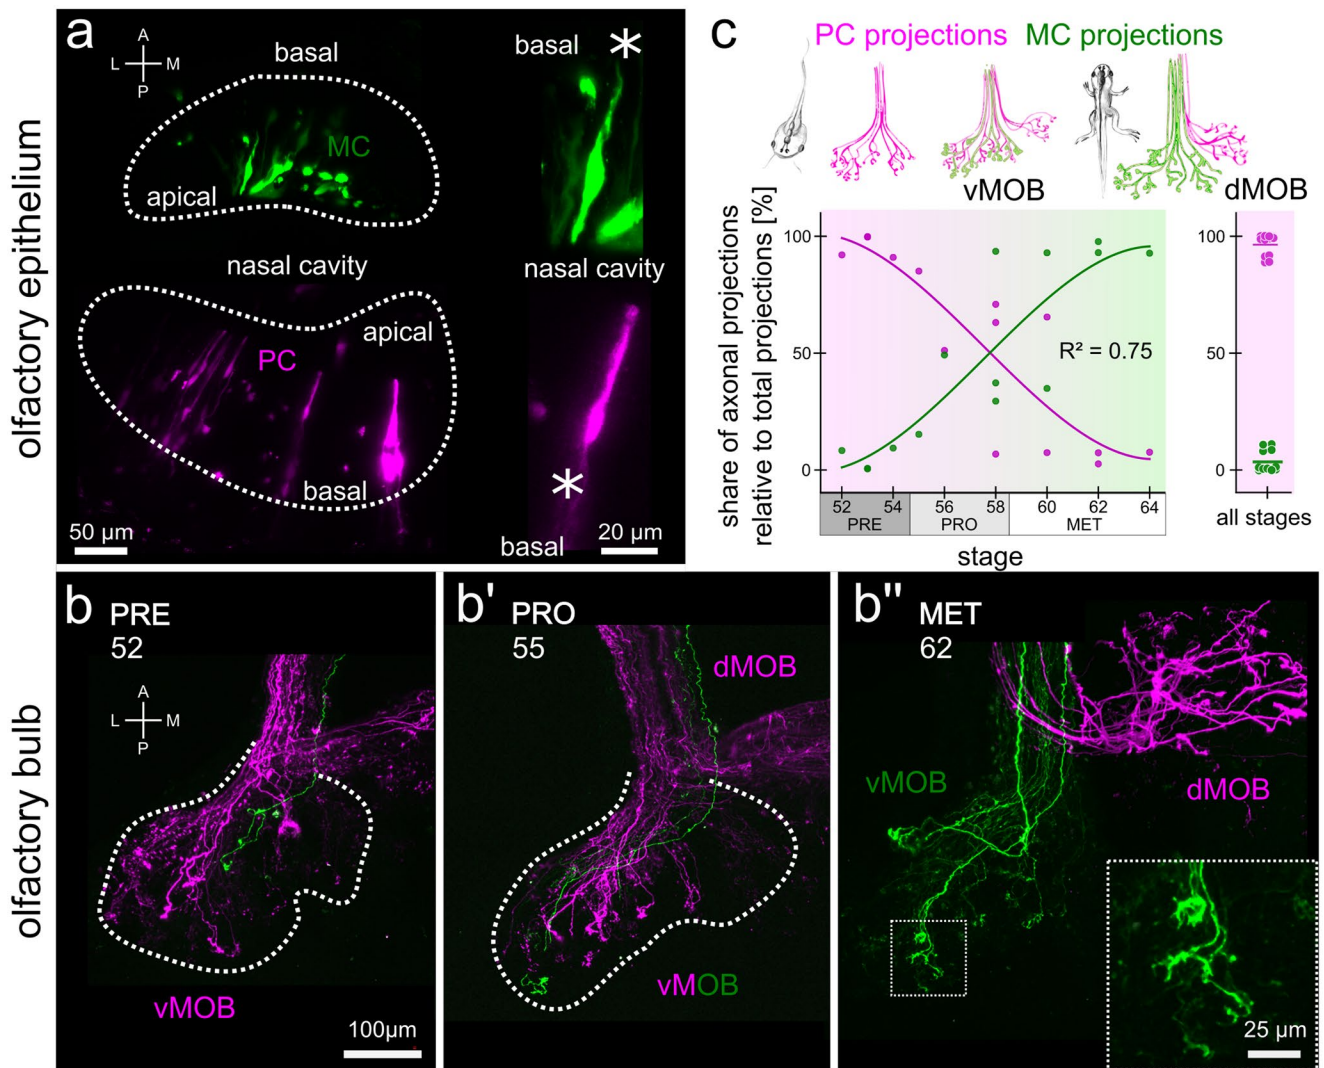 olfactory epithelium
a
A
L M
P
basal
MC
apical
nasal cavity
basal *
nasal cavity
apical
PC
basal
50 µm
*
basal
20 µm
c
PC projections MC projections
vMOB
dMOB
share of axonal projections
relative to total projections [%]
100
50
0
R² = 0.75
52 54 56 58 60 62 64
PRE PRO MET
stage
100
50
0
all stages
olfactory bulb
b PRE
52
A
L M
P
vMOB
100µm
b' PRO
55
dMOB
vMOB
b'' MET
62
vMOB
dMOB
25 µm